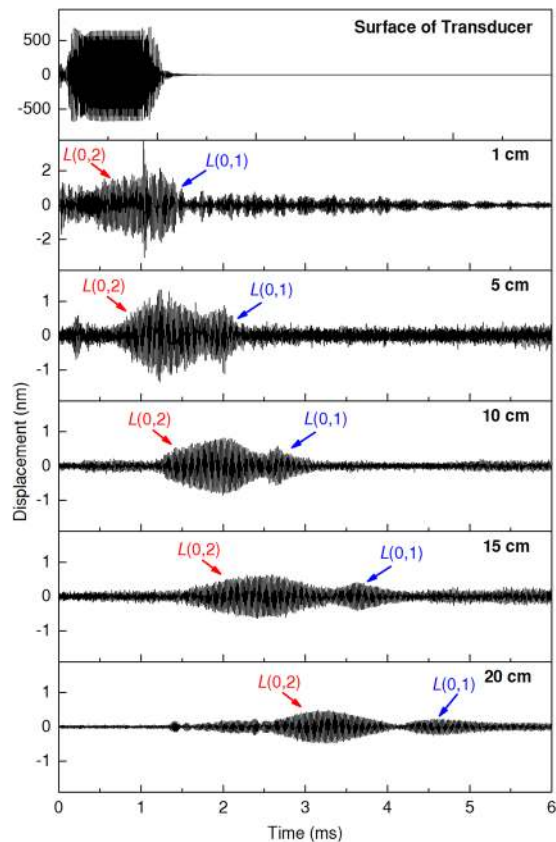 Surface of Transducer
500
0
-500
L(0,2)
L(0,1)
1 cm
2
0
-2
L(0,2)
L(0,1)
5 cm
1
0
-1
L(0,2)
L(0,1)
10 cm
1
0
-1
L(0,2)
L(0,1)
15 cm
1
0
-1
L(0,2)
L(0,1)
20 cm
1
0
-1
0 1 2 3 4 5 6
Time (ms)
Displacement (nm)